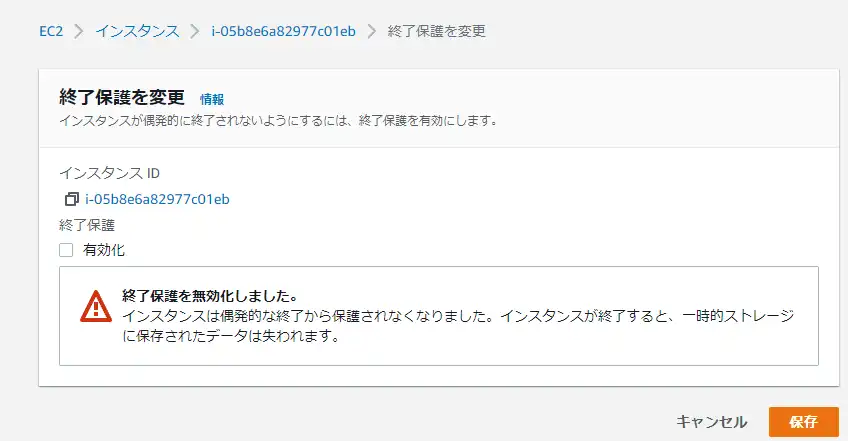 EC2 > インスタンス > i-05b8e6a82977c01eb > 終了保護を変更
終了保護を変更 情報
インスタンスが偶発的に終了されないようにするには、終了保護を有効にします。
インスタンス ID
i-05b8e6a82977c01eb
終了保護
有効化
終了保護を無効化しました。
インスタンスは偶発的な終了から保護されなくなりました。インスタンスが終了すると、一時的ストレージ
に保存されたデータは失われます。
キャンセル 保存